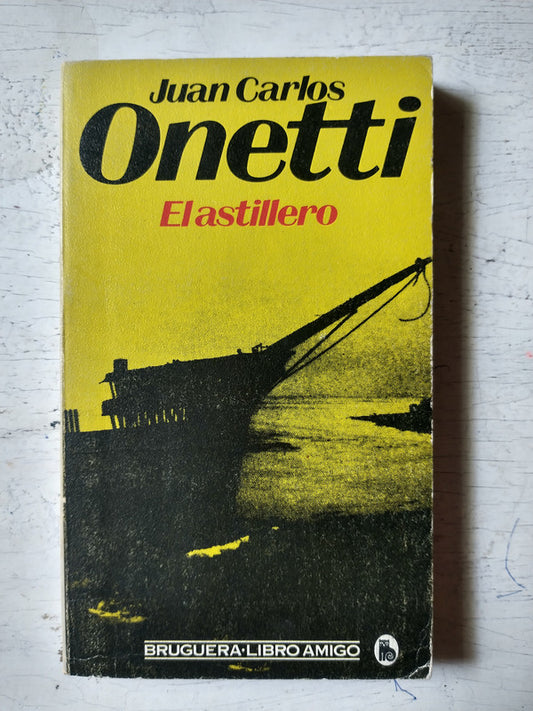 Juan Carlos
Onetti
El astillero
BRUGUERA·LIBRO AMIGO